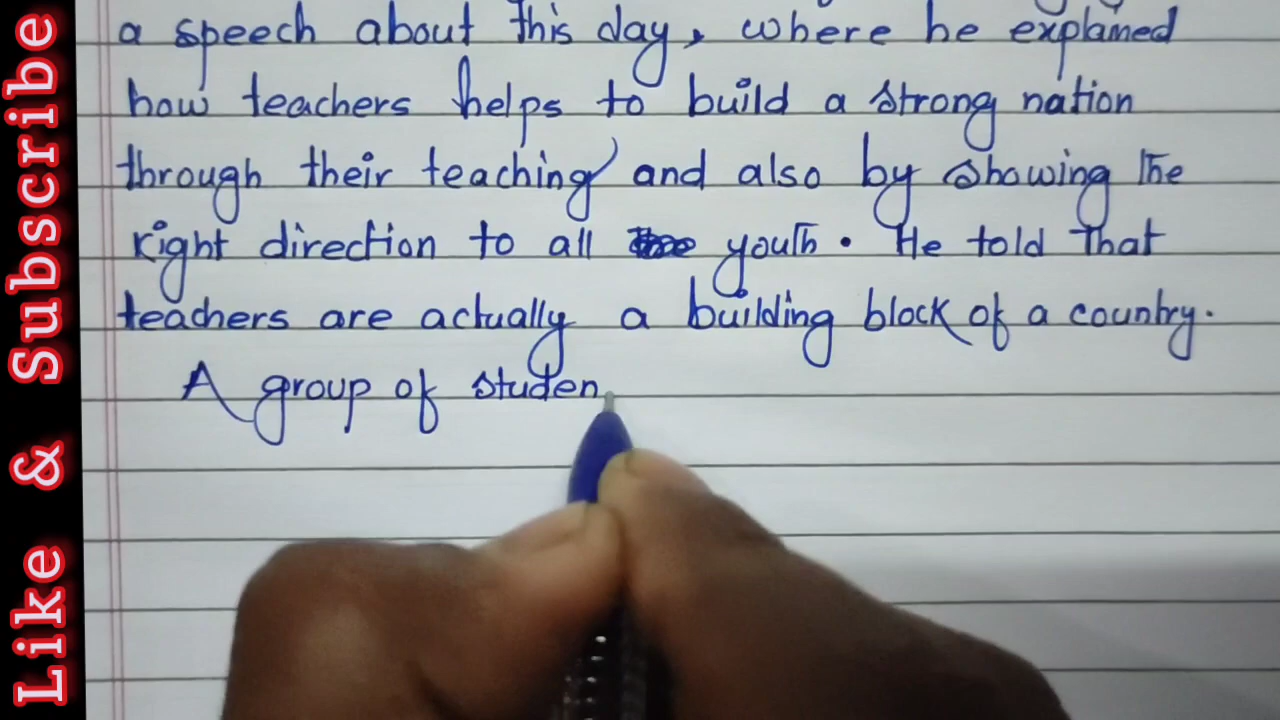 Like & Subscribe
a speech about this day, where he explained
how teachers helps to build a strong nation
through their teaching and also by showing the
right direction to all youth. He told that
teachers are actually a building block of a country.
A group of studen